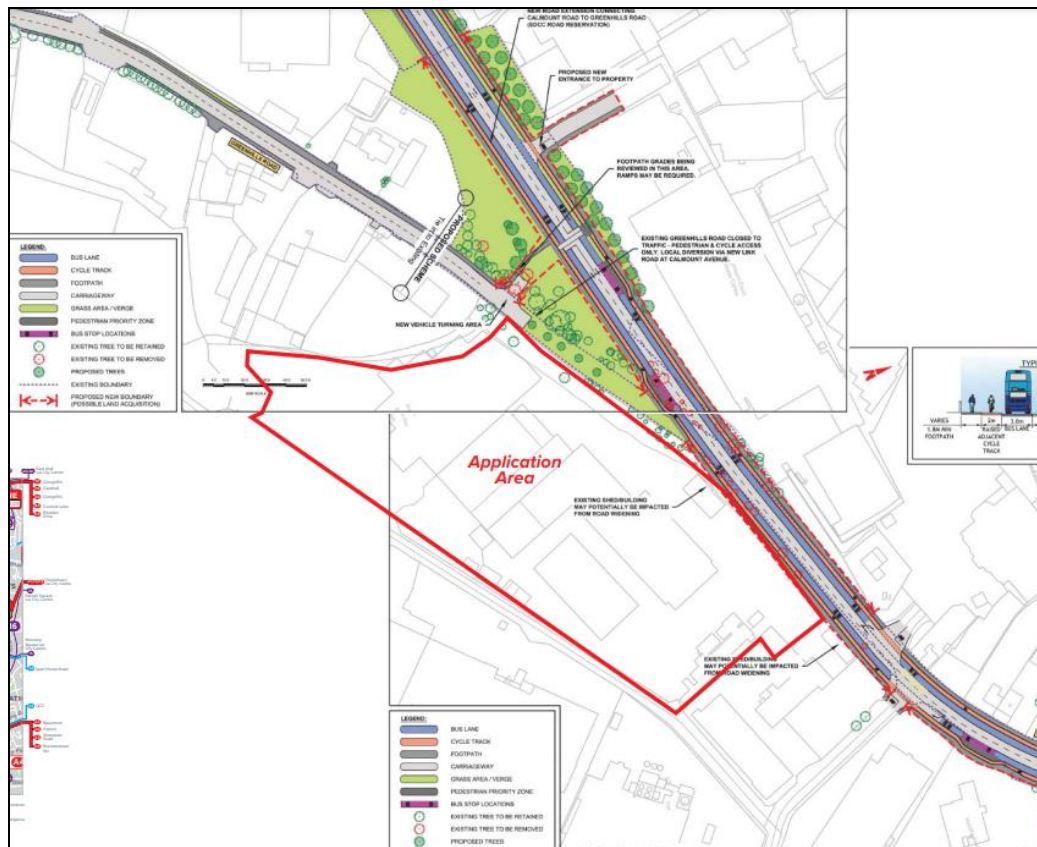 NEW ROAD EXTENSION CONNECTING
CALMOUNT ROAD TO GREENHILLS ROAD
(SDCC ROAD RESERVATION)
PROPOSED NEW
ENTRANCE TO PROPERTY
GREENHILLS ROAD
FOOTPATH GRADES BEING
REVIEWED IN THIS AREA.
RAMPS MAY BE REQUIRED.
PROPOSED SCHEME
Tie in to Existing
EXISTING GREENHILLS ROAD CLOSED TO
TRAFFIC - PEDESTRIAN & CYCLE ACCESS
ONLY: LOCAL DIVERSION VIA NEW LINK
ROAD AT CALMOUNT AVENUE.
NEW VEHICLE TURNING AREA
LEGEND:
BUS LANE
CYCLE TRACK
FOOTPATH
CARRIAGEWAY
GRASS AREA / VERGE
PEDESTRIAN PRIORITY ZONE
BUS STOP LOCATIONS
EXISTING TREE TO BE RETAINED
EXISTING TREE TO BE REMOVED
PROPOSED TREES
EXISTING BOUNDARY
PROPOSED NEW BOUNDARY
(POSSIBLE LAND ACQUISITION)
TYPI
VARIES
1.8M MIN
FOOTPATH
2m
RAISED
ADJACENT
CYCLE
TRACK
3.0m
BUS LANE
Application
Area
EXISTING SHED/BUILDING
MAY POTENTIALLY BE IMPACTED
FROM ROAD WIDENING
EXISTING SHED/BUILDING
MAY POTENTIALLY BE IMPACTED
FROM ROAD WIDENING
LEGEND:
BUS LANE
CYCLE TRACK
FOOTPATH
CARRIAGEWAY
GRASS AREA / VERGE
PEDESTRIAN PRIORITY ZONE
BUS STOP LOCATIONS
EXISTING TREE TO BE RETAINED
EXISTING TREE TO BE REMOVED
PROPOSED TREES